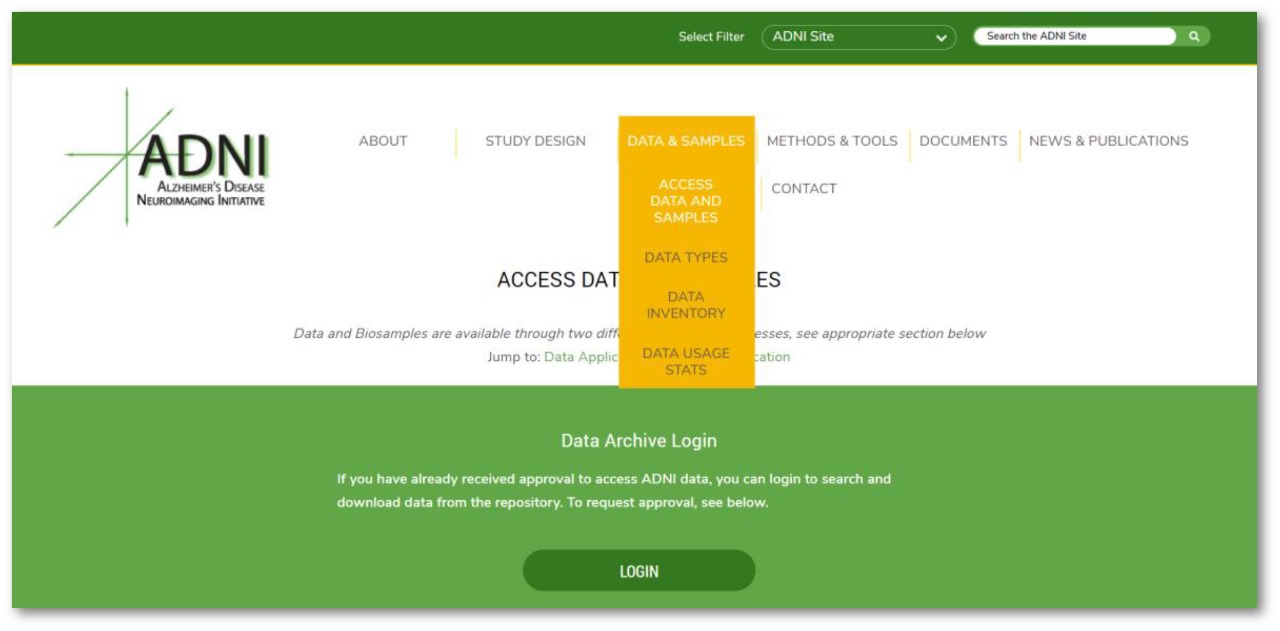 Select Filter ADNI Site Search the ADNI Site
ADNI
ALZHEIMER'S DISEASE
NEUROIMAGING INITIATIVE
ABOUT STUDY DESIGN DATA & SAMPLES METHODS & TOOLS DOCUMENTS NEWS & PUBLICATIONS
CONTACT
ACCESS
DATA AND
SAMPLES
DATA TYPES
DATA
INVENTORY
DATA USAGE
STATS
ACCESS DAT ES
Data and Biosamples are available through two diff esses, see appropriate section below
Jump to: Data Applic cation
Data Archive Login
If you have already received approval to access ADNI data, you can login to search and
download data from the repository. To request approval, see below.
LOGIN